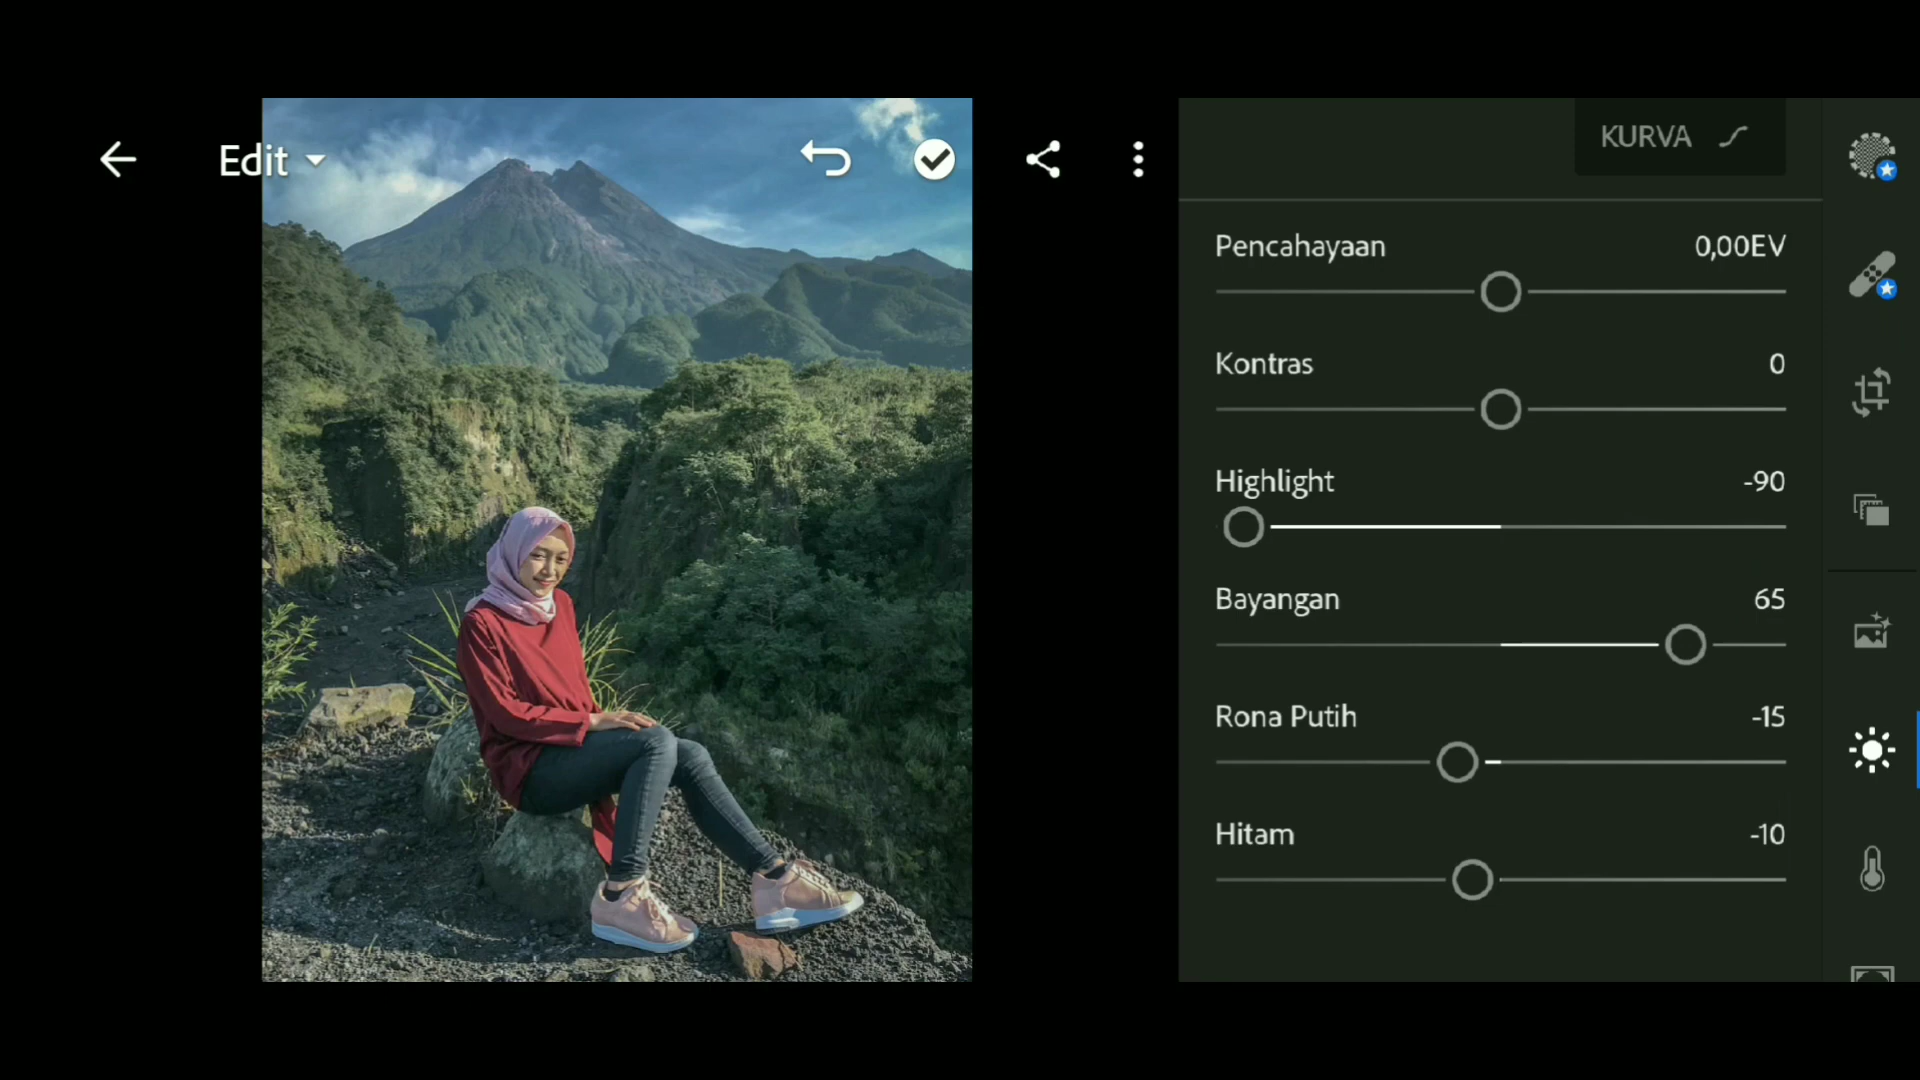 Edit
KURVA
Pencahayaan 0,00EV
Kontras 0
Highlight -90
Bayangan 65
Rona Putih -15
Hitam -10